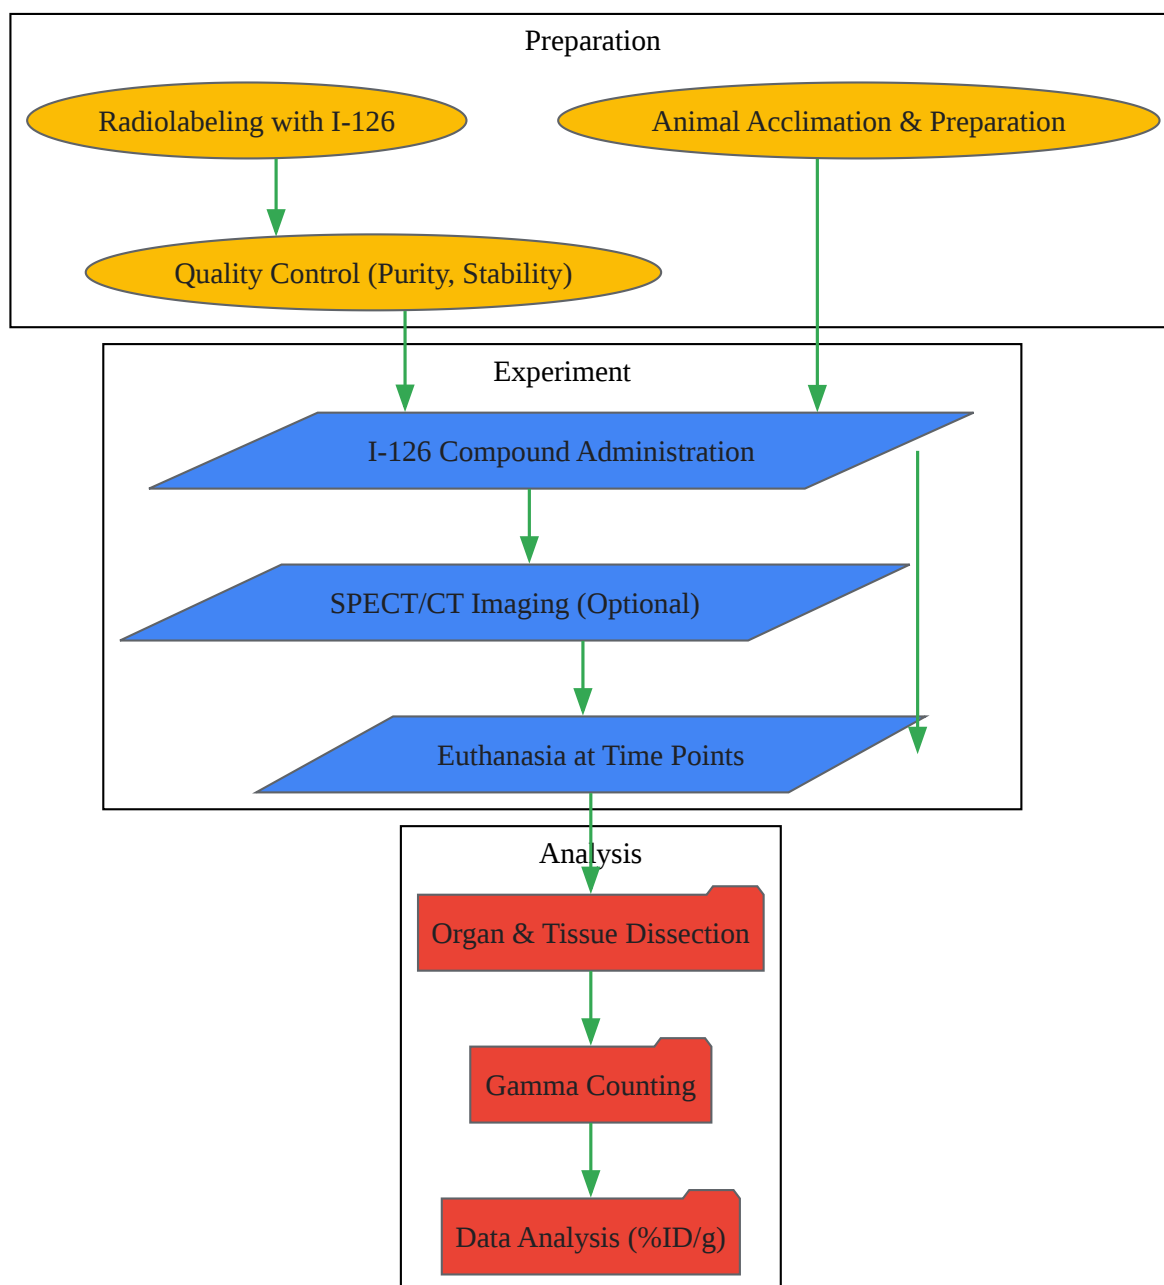 Preparation
Radiolabeling with I-126
Animal Acclimation & Preparation
Quality Control (Purity, Stability)
Experiment
I-126 Compound Administration
SPECT/CT Imaging (Optional)
Euthanasia at Time Points
Analysis
Organ & Tissue Dissection
Gamma Counting
Data Analysis (%ID/g)